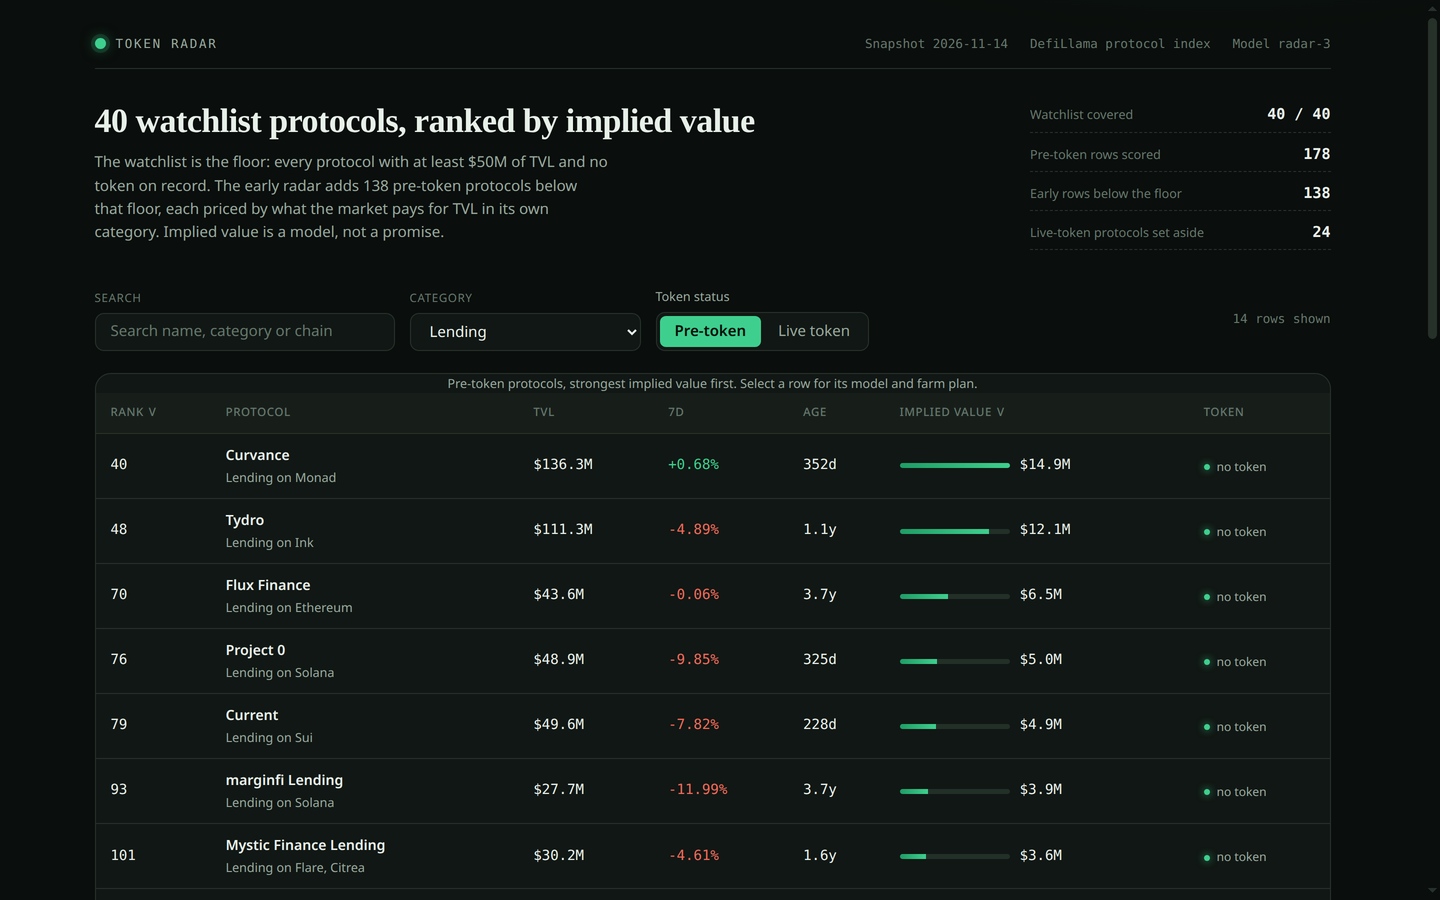 TOKEN RADAR
Snapshot 2026-11-14 DefiLlama protocol index Model radar-3
40 watchlist protocols, ranked by implied value
The watchlist is the floor: every protocol with at least $50M of TVL and no
token on record. The early radar adds 138 pre-token protocols below
that floor, each priced by what the market pays for TVL in its own
category. Implied value is a model, not a promise.
Watchlist covered 40 / 40
Pre-token rows scored 178
Early rows below the floor 138
Live-token protocols set aside 24
SEARCH
Search name, category or chain
CATEGORY
Lending
Token status
Pre-token Live token
14 rows shown
Pre-token protocols, strongest implied value first. Select a row for its model and farm plan.
RANK V PROTOCOL TVL 7D AGE IMPLIED VALUE V TOKEN
40 Curvance $136.3M +0.68% 352d $14.9M no token
Lending on Monad
48 Tydro $111.3M -4.89% 1.1y $12.1M no token
Lending on Ink
70 Flux Finance $43.6M -0.06% 3.7y $6.5M no token
Lending on Ethereum
76 Project 0 $48.9M -9.85% 325d $5.0M no token
Lending on Solana
79 Current $49.6M -7.82% 228d $4.9M no token
Lending on Sui
93 marginfi Lending $27.7M -11.99% 3.7y $3.9M no token
Lending on Solana
101 Mystic Finance Lending $30.2M -4.61% 1.6y $3.6M no token
Lending on Flare, Citrea